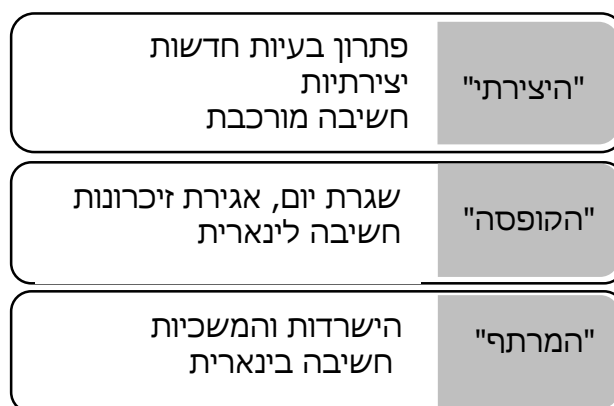 "היצירתי"
פתרון בעיות חדשות
יצירתיות
חשיבה מורכבת
"הקופסה"
שגרת יום, אגירת זיכרונות
חשיבה לינארית
"המרתף"
הישרדות והמשכיות
חשיבה בינארית